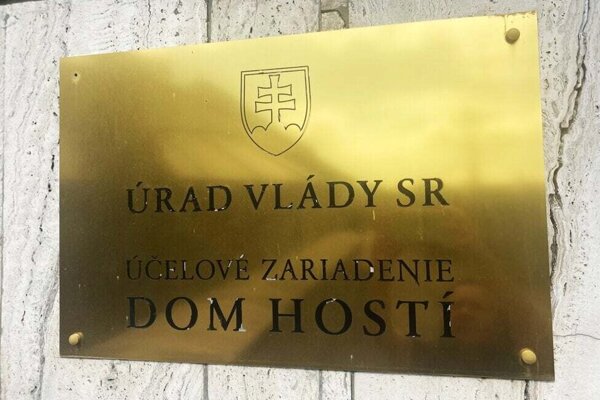 ÚRAD VLÁDY SR
ÚČELOVÉ ZARIADENIE
DOM HOSTÍ